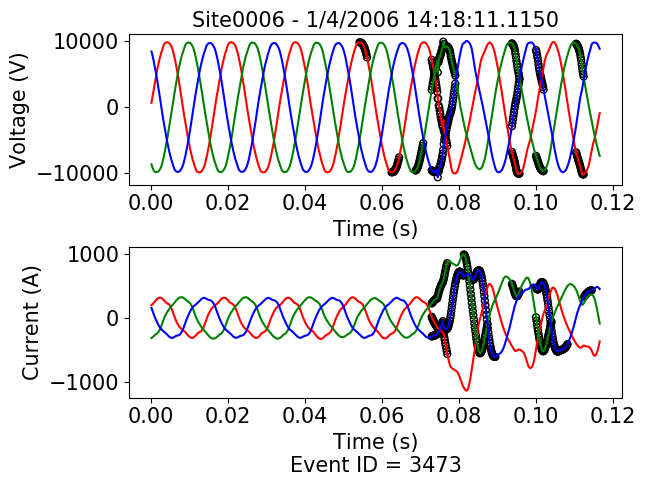 Site0006 - 1/4/2006 14:18:11.1150
10000
0
−10000
Voltage (V)
0.00 0.02 0.04 0.06 0.08 0.10 0.12
Time (s)
1000
0
−1000
Current (A)
0.00 0.02 0.04 0.06 0.08 0.10 0.12
Time (s)
Event ID = 3473